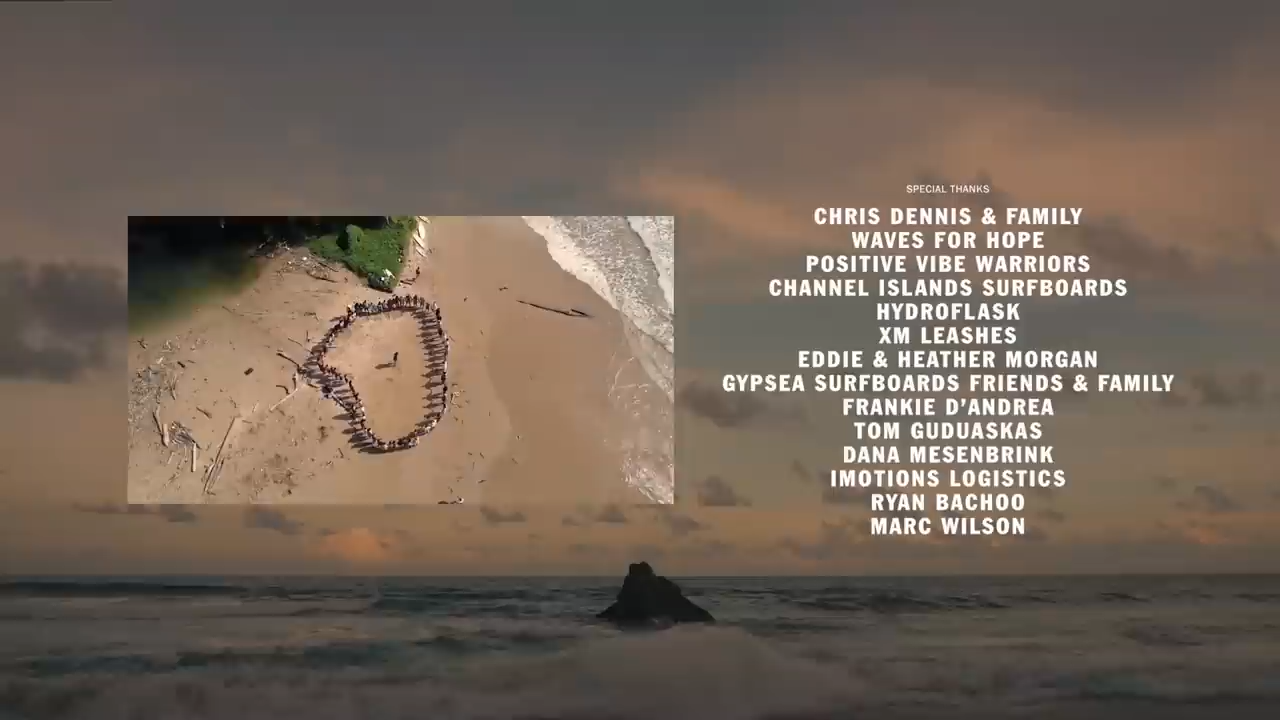 SPECIAL THANKS
CHRIS DENNIS & FAMILY
WAVES FOR HOPE
POSITIVE VIBE WARRIORS
CHANNEL ISLANDS SURFBOARDS
HYDROFLASK
XM LEASHES
EDDIE & HEATHER MORGAN
GYPSEA SURFBOARDS FRIENDS & FAMILY
FRANKIE D'ANDREA
TOM GUDUASKAS
DANA MESENBRINK
IMOTIONS LOGISTICS
RYAN BACHOO
MARC WILSON